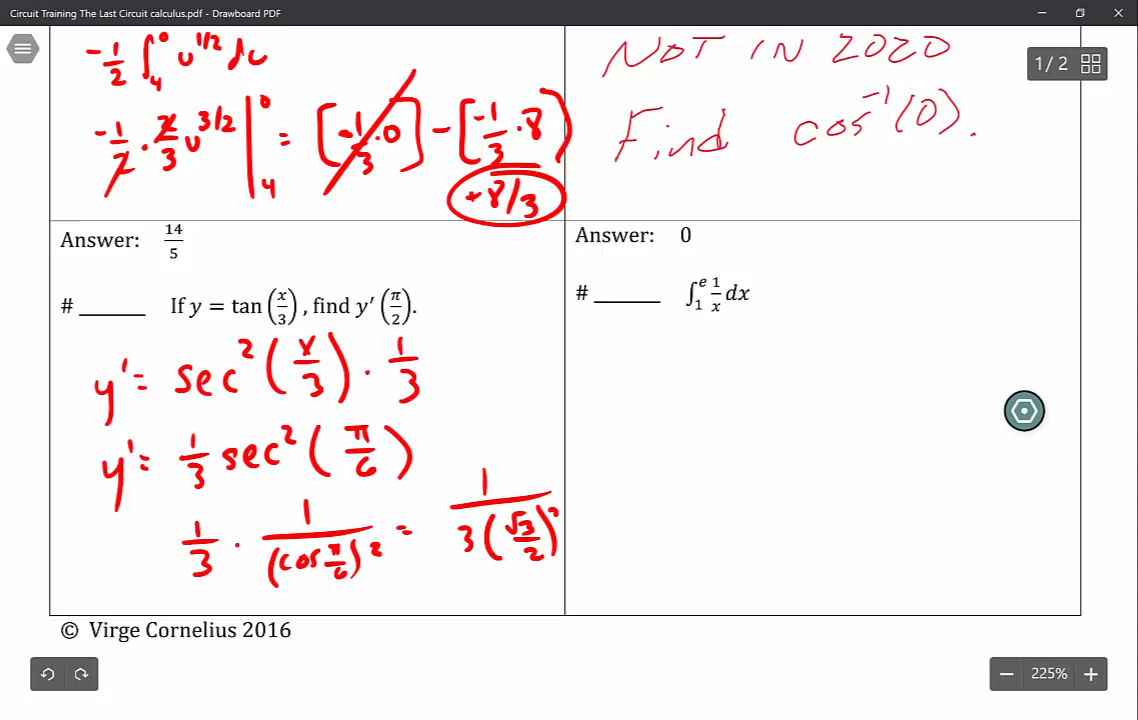 Circuit Training The Last Circuit calculus.pdf - Drawboard PDF
1 / 2
-1/2 ∫₄⁰ u^1/2 du
-1/2 · 2/3 u^3/2 |₄⁰ = [-1/3 · 0] - [-1/3 · 8]
+8/3
NOT IN 2020
Find cos⁻¹(0).
Answer: 14/5
# ______ If y = tan (x/3), find y′ (π/2).
y' = sec² (x/3) · 1/3
y' = 1/3 sec² (π/6)
1/3 · 1/(cos π/6)² = 1/3(√3/2)²
Answer: 0
# ______ ∫₁ᵉ 1/x dx
© Virge Cornelius 2016
225%